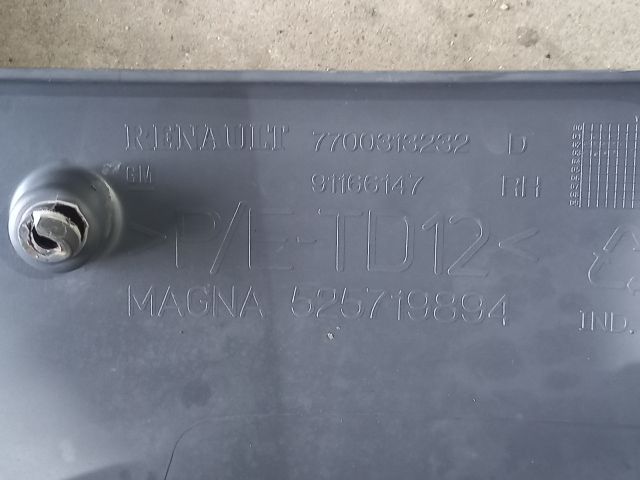 RENAULT 7700313232 D
GM 91166147 RH
>P/E-TD12<
MAGNA 525719894
IND.